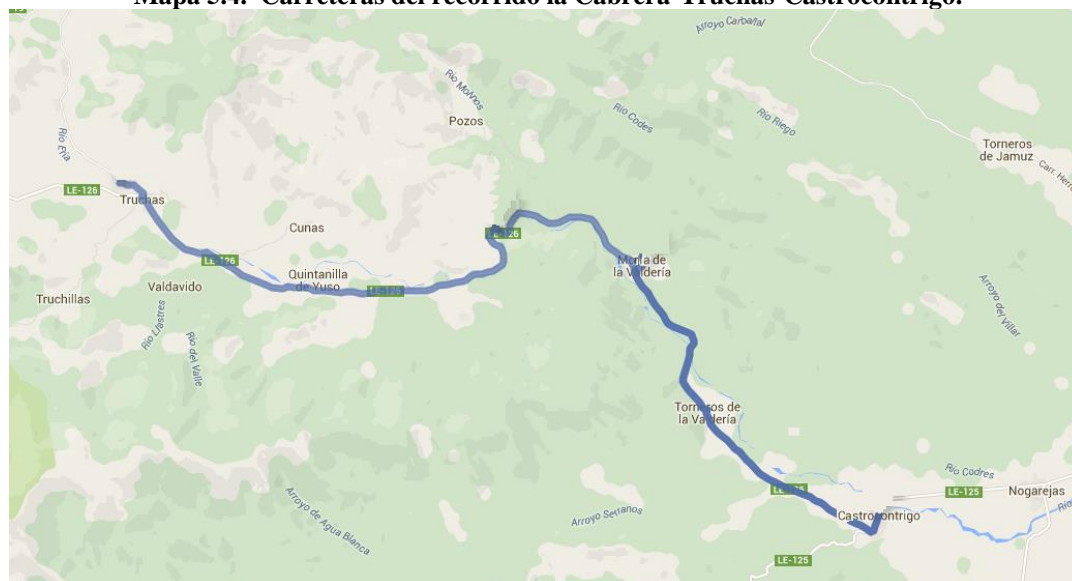 Mapa 5.4. Carreteras del recorrido la Cabrera-Truchas-Castrocontrigo.
Arroyo Carbajal
Río Molinos
Pozos
Río Codes
Río Riego
Torneros
de Jamuz
Río Eria
LE-126
Truchas
Cunas
LE-126
LE-126
Quintanilla
de Yuso
LE-126
Morla de
la Valdería
Truchillas
Valdavido
Río Llastres
Río del Valle
Arroyo del Villar
Torneros de
la Valdería
Arroyo de Agua Blanca
Arroyo Serranos
LE-126
Río Codres
LE-125
Nogarejas
Castrocontrigo
Río
LE-125